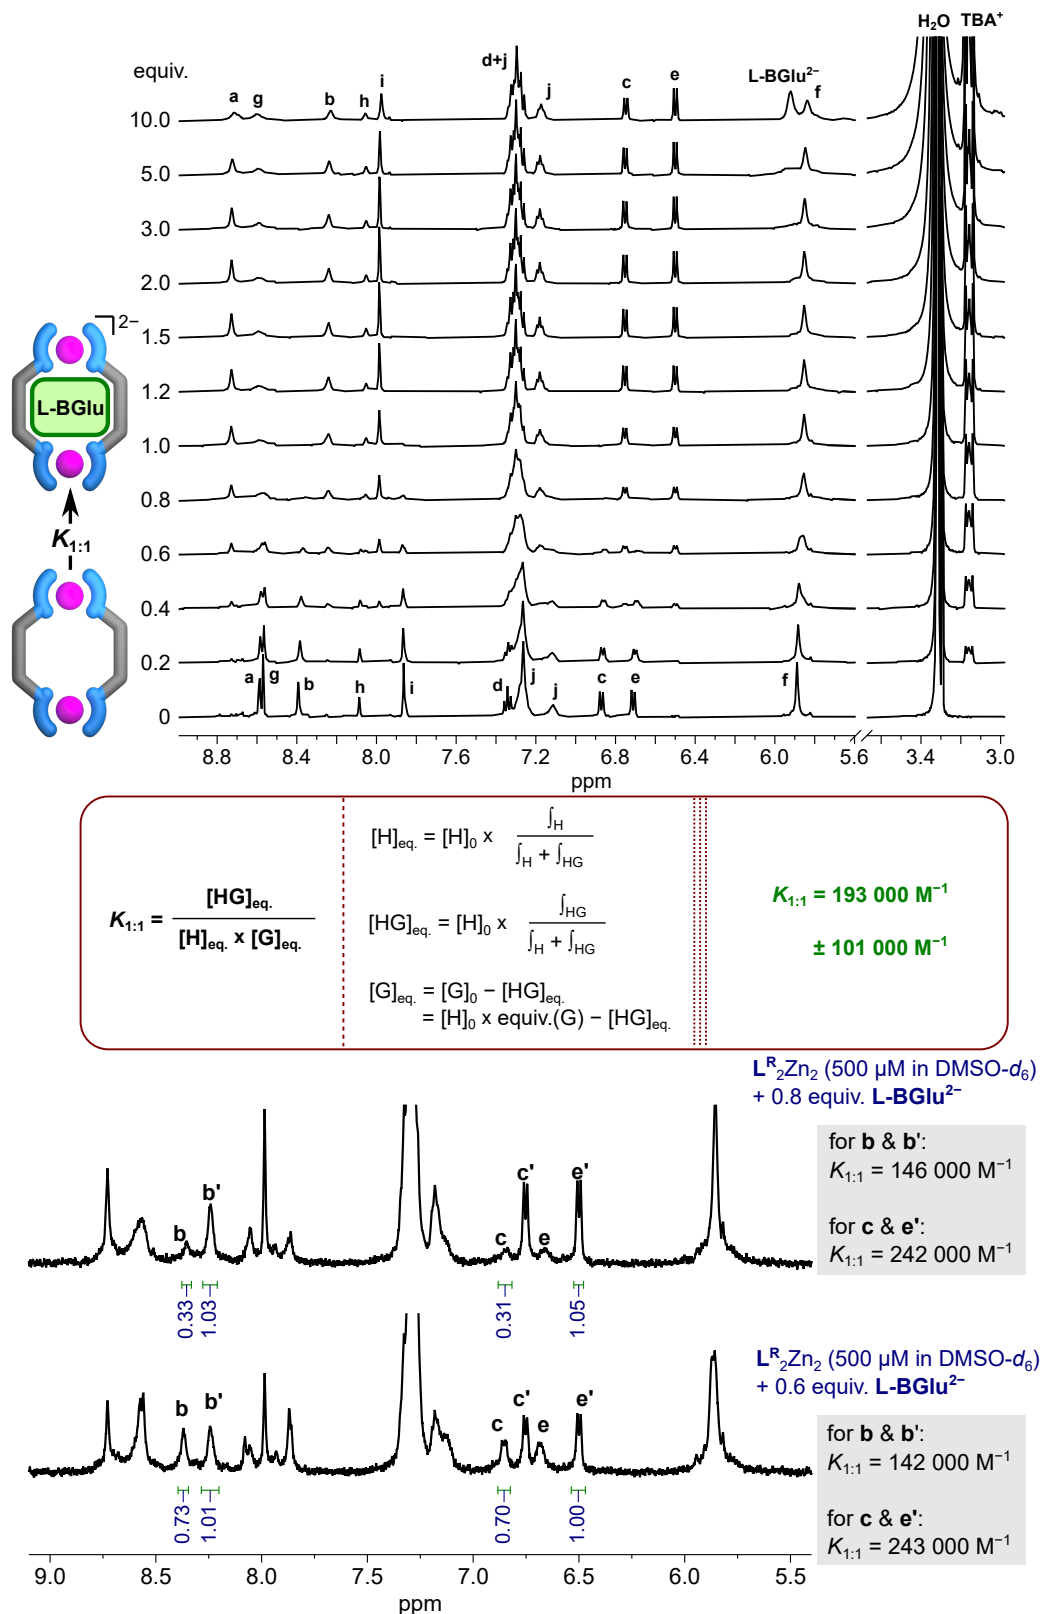 H₂O TBA⁺
equiv.
a g b h i d+j j c e L-BGlu²⁻ f
10.0
5.0
3.0
2.0
1.5
1.2
1.0
0.8
0.6
0.4
0.2
0
a g b h i d j j c e f
8.8 8.4 8.0 7.6 7.2 6.8 6.4 6.0 5.6 3.4 3.0
ppm
2−
L-BGlu
K1:1
K1:1 = [HG]eq. / [H]eq. x [G]eq.
[H]eq. = [H]₀ x ∫H / ∫H + ∫HG
[HG]eq. = [H]₀ x ∫HG / ∫H + ∫HG
[G]eq. = [G]₀ − [HG]eq.
= [H]₀ x equiv.(G) − [HG]eq.
K1:1 = 193 000 M⁻¹
± 101 000 M⁻¹
Lᴿ₂Zn₂ (500 µM in DMSO-d₆)
+ 0.8 equiv. L-BGlu²⁻
for b & b':
K1:1 = 146 000 M⁻¹
for c & e':
K1:1 = 242 000 M⁻¹
b b' c c' e e'
0.33 1.03 0.31 1.05
Lᴿ₂Zn₂ (500 µM in DMSO-d₆)
+ 0.6 equiv. L-BGlu²⁻
for b & b':
K1:1 = 142 000 M⁻¹
for c & e':
K1:1 = 243 000 M⁻¹
b b' c c' e e'
0.73 1.01 0.70 1.00
9.0 8.5 8.0 7.5 7.0 6.5 6.0 5.5
ppm